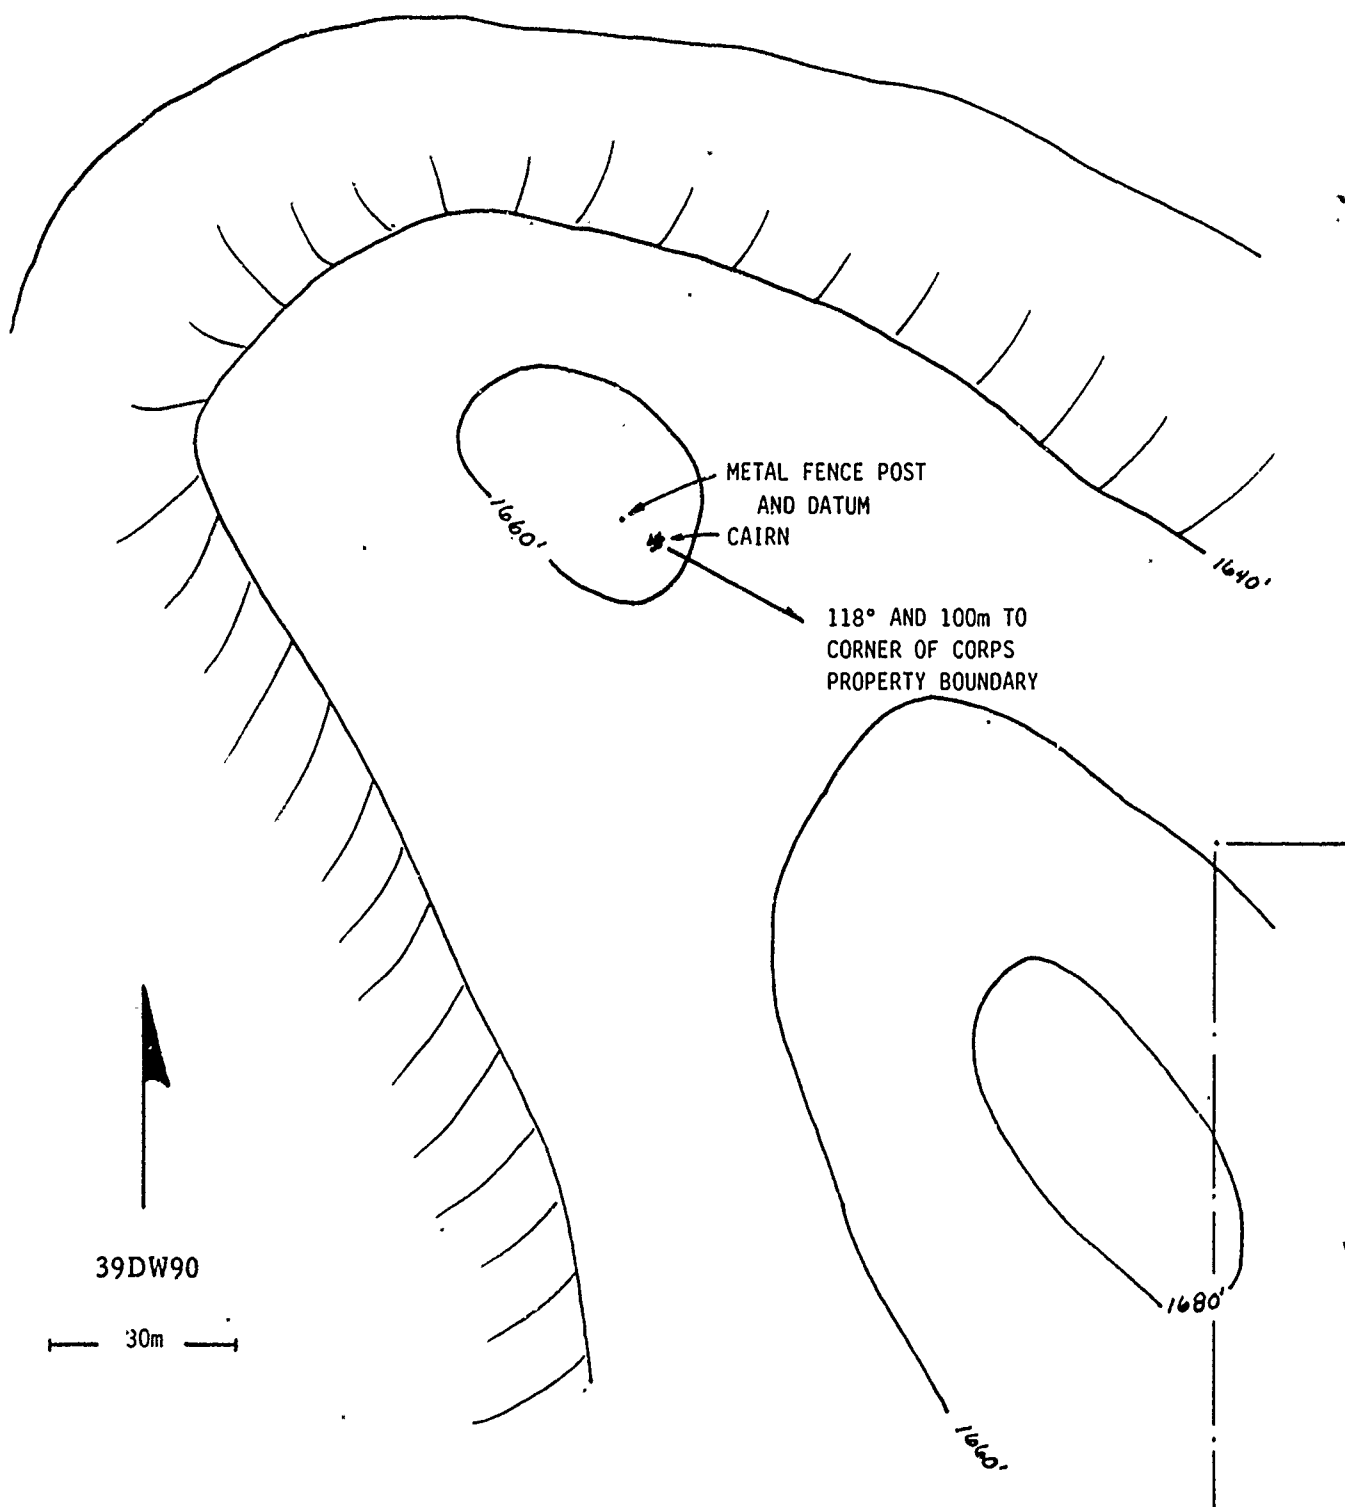 METAL FENCE POST
AND DATUM
1660'
CAIRN
1640'
118° AND 100m TO
CORNER OF CORPS
PROPERTY BOUNDARY
39DW90
1680'
30m
1660'